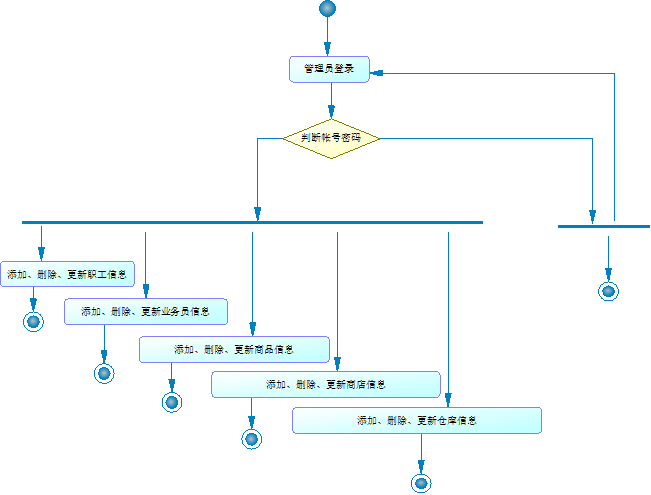 管理员登录
判断帐号密码
添加、删除、更新职工信息
添加、删除、更新业务员信息
添加、删除、更新商品信息
添加、删除、更新商店信息
添加、删除、更新仓库信息